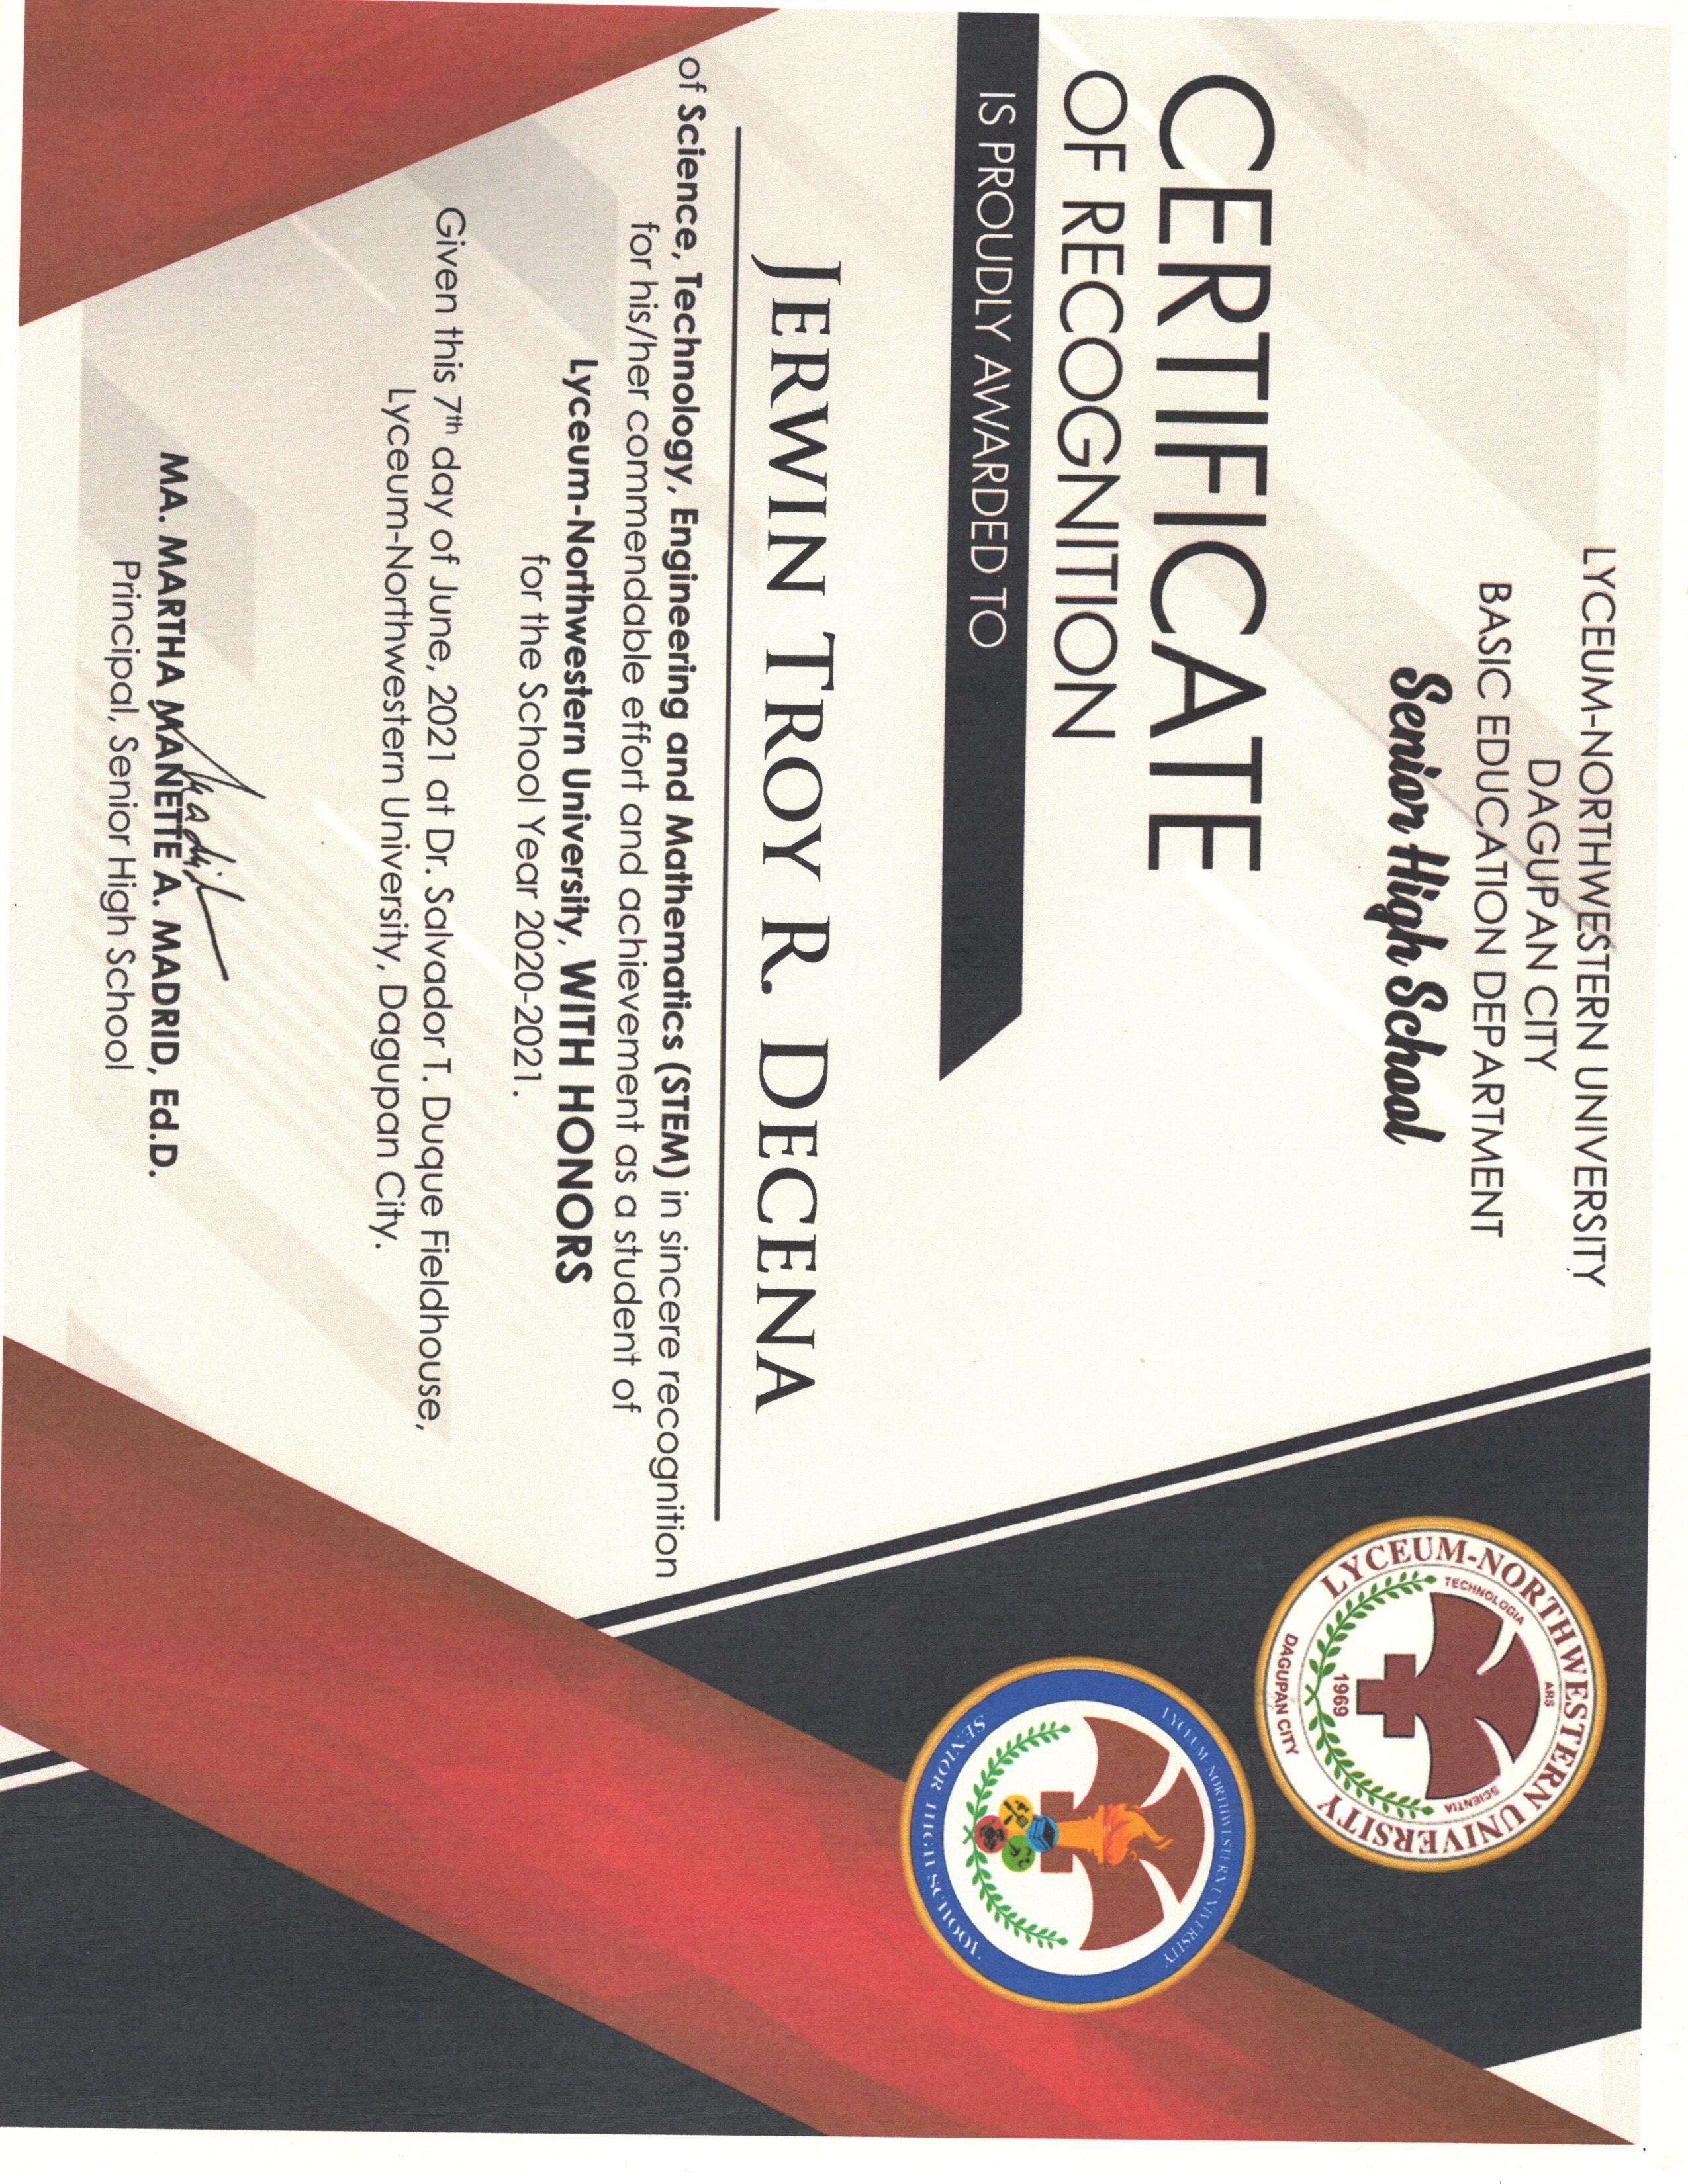 LYCEUM-NORTHWESTERN UNIVERSITY
DAGUPAN CITY
BASIC EDUCATION DEPARTMENT
Senior High School
CERTIFICATE
OF RECOGNITION
IS PROUDLY AWARDED TO
JERWIN TROY R. DECENA
of Science, Technology, Engineering and Mathematics (STEM) in sincere recognition
for his/her commendable effort and achievement as a student of
Lyceum-Northwestern University, WITH HONORS
for the School Year 2020-2021.
Given this 7th day of June, 2021 at Dr. Salvador T. Duque Fieldhouse,
Lyceum-Northwestern University, Dagupan City.
MA. MARTHA MANETTE A. MADRID, Ed.D.
Principal, Senior High School
LYCEUM-NORTHWESTERN UNIVERSITY
TECHNOLOGIA
ARS
SCIENTIA
1969
DAGUPAN CITY
LYCEUM-NORTHWESTERN UNIVERSITY
SENIOR HIGH SCHOOL